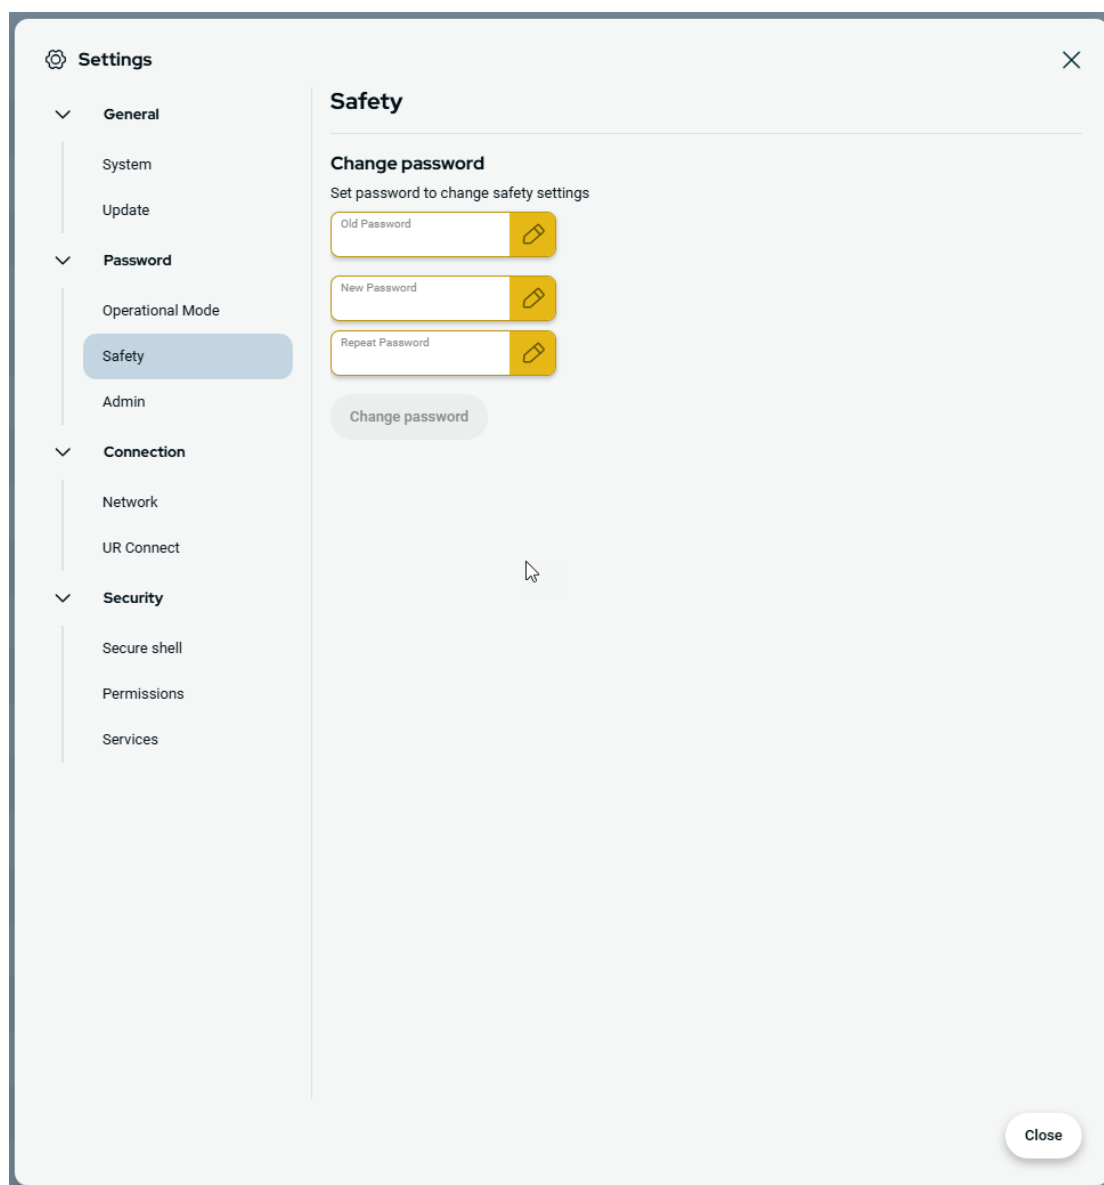 Settings
General
System
Update
Password
Operational Mode
Safety
Admin
Connection
Network
UR Connect
Security
Secure shell
Permissions
Services
Safety
Change password
Set password to change safety settings
Old Password
New Password
Repeat Password
Change password
Close